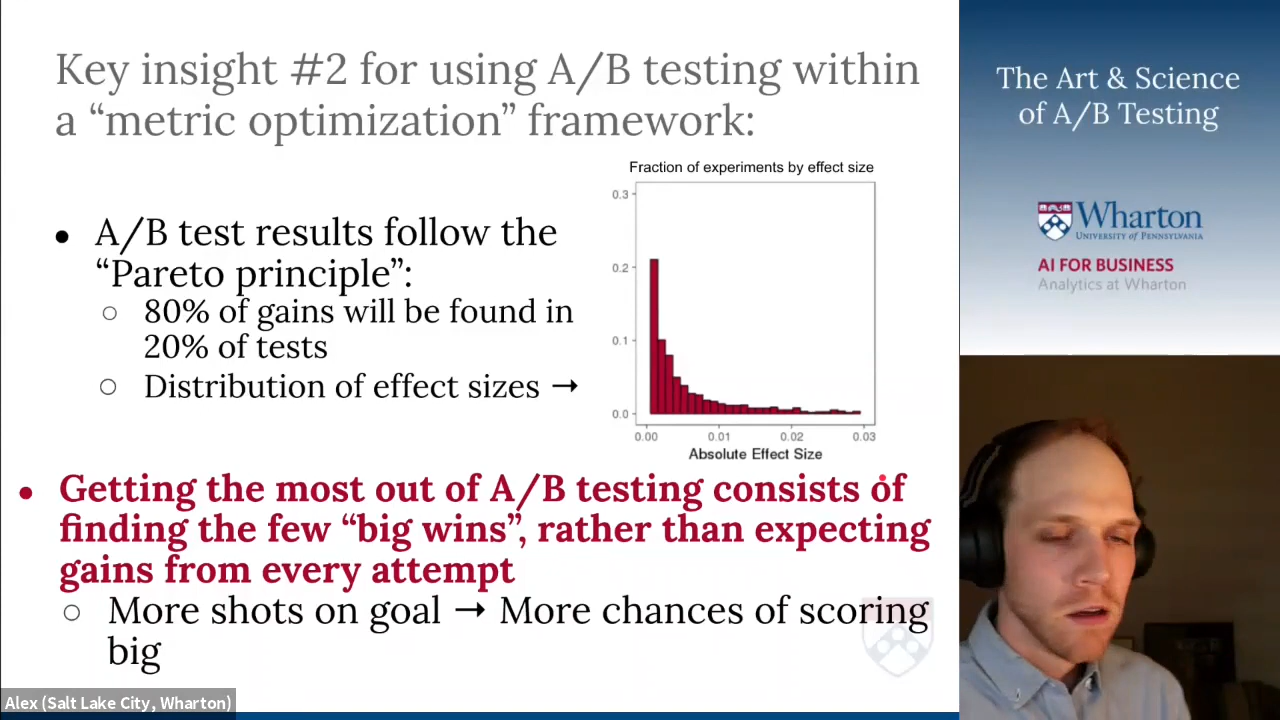 Key insight #2 for using A/B testing within
a “metric optimization” framework:
● A/B test results follow the
“Pareto principle”:
○ 80% of gains will be found in
20% of tests
○ Distribution of effect sizes →
Fraction of experiments by effect size
0.3
0.2
0.1
0.0
0.00 0.01 0.02 0.03
Absolute Effect Size
● Getting the most out of A/B testing consists of
finding the few “big wins”, rather than expecting
gains from every attempt
○ More shots on goal → More chances of scoring
big
Alex (Salt Lake City, Wharton)
The Art & Science
of A/B Testing
Wharton
UNIVERSITY of PENNSYLVANIA
AI FOR BUSINESS
Analytics at Wharton